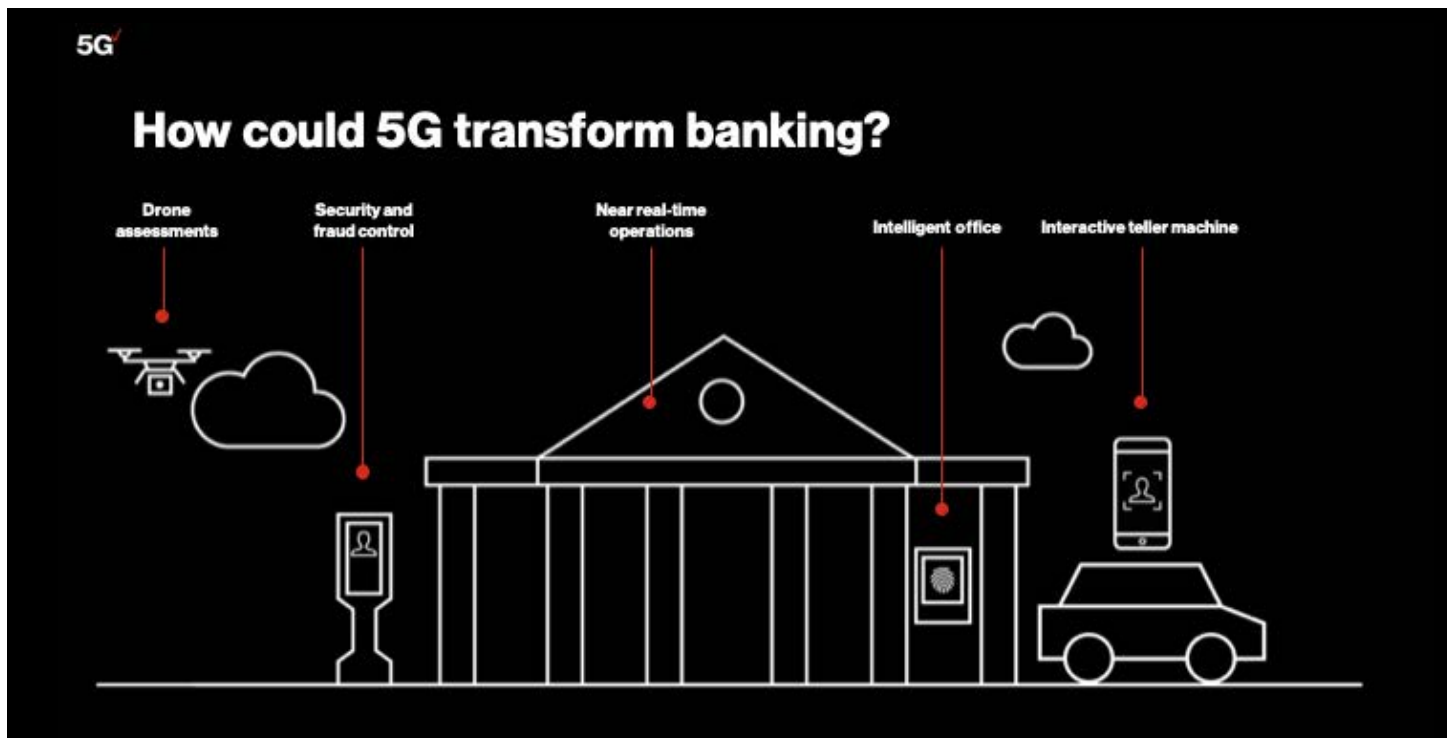 5G
How could 5G transform banking?
Drone
assessments
Security and
fraud control
Near real-time
operations
Intelligent office
Interactive teller machine